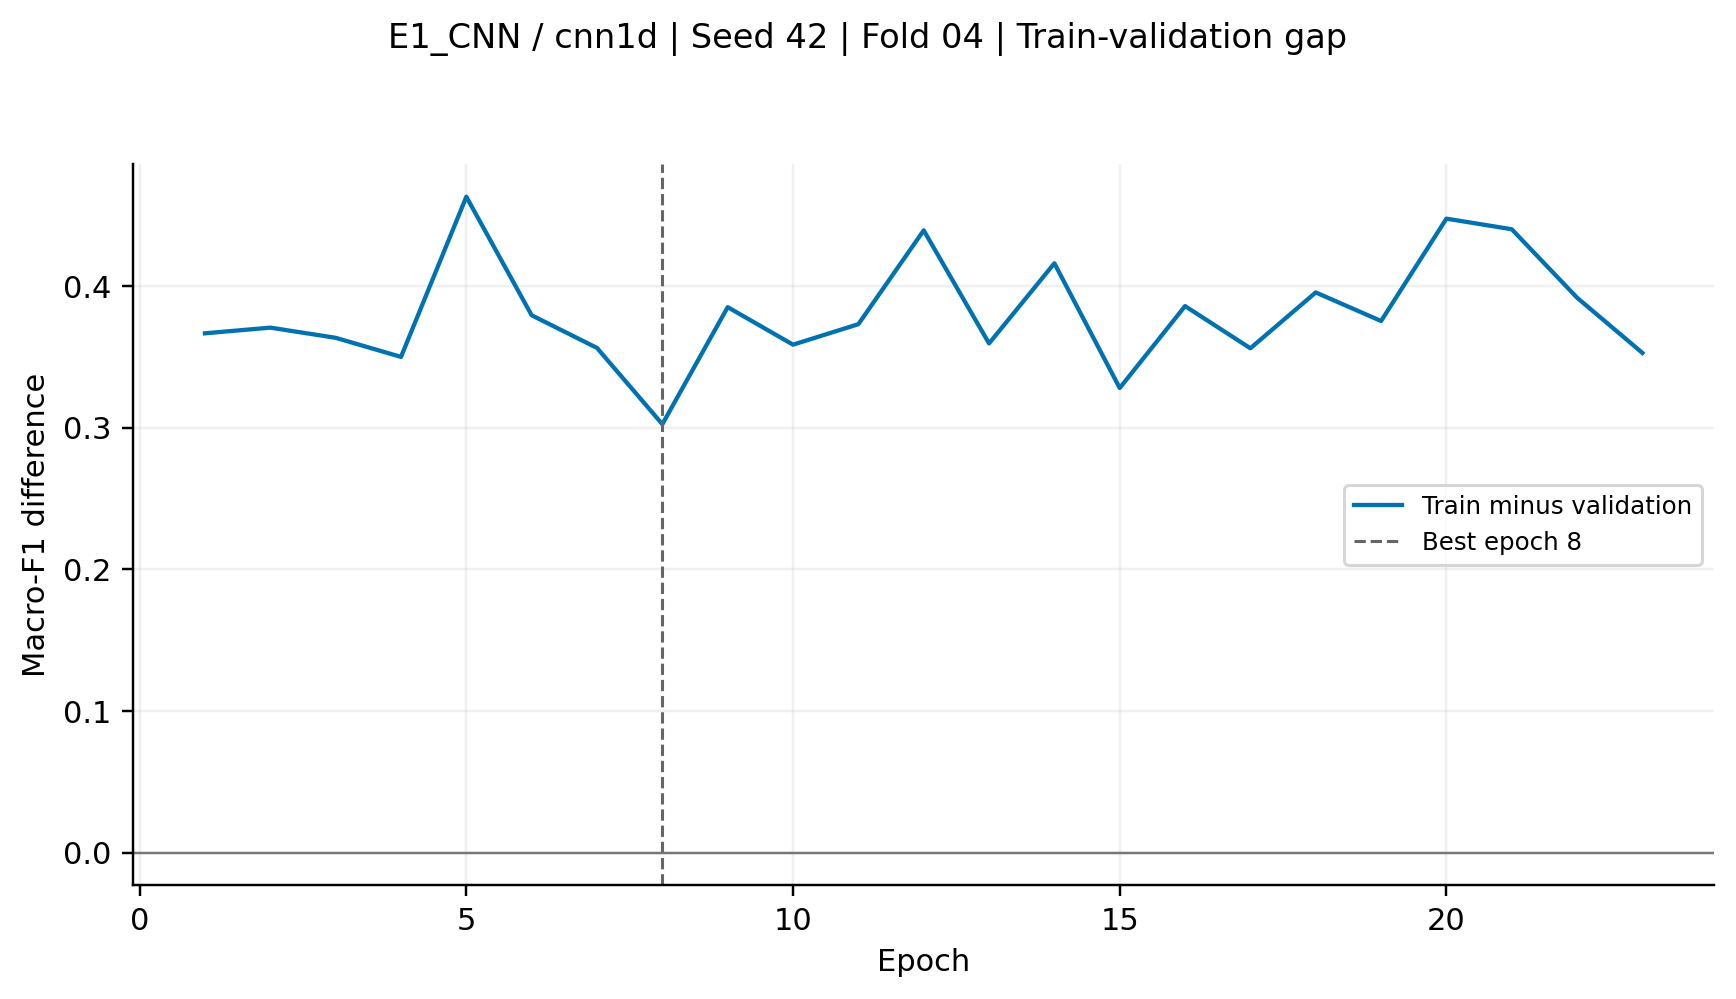 E1_CNN / cnn1d | Seed 42 | Fold 04 | Train-validation gap
Macro-F1 difference
0.4
0.3
0.2
0.1
0.0
Train minus validation
Best epoch 8
0 5 10 15 20
Epoch